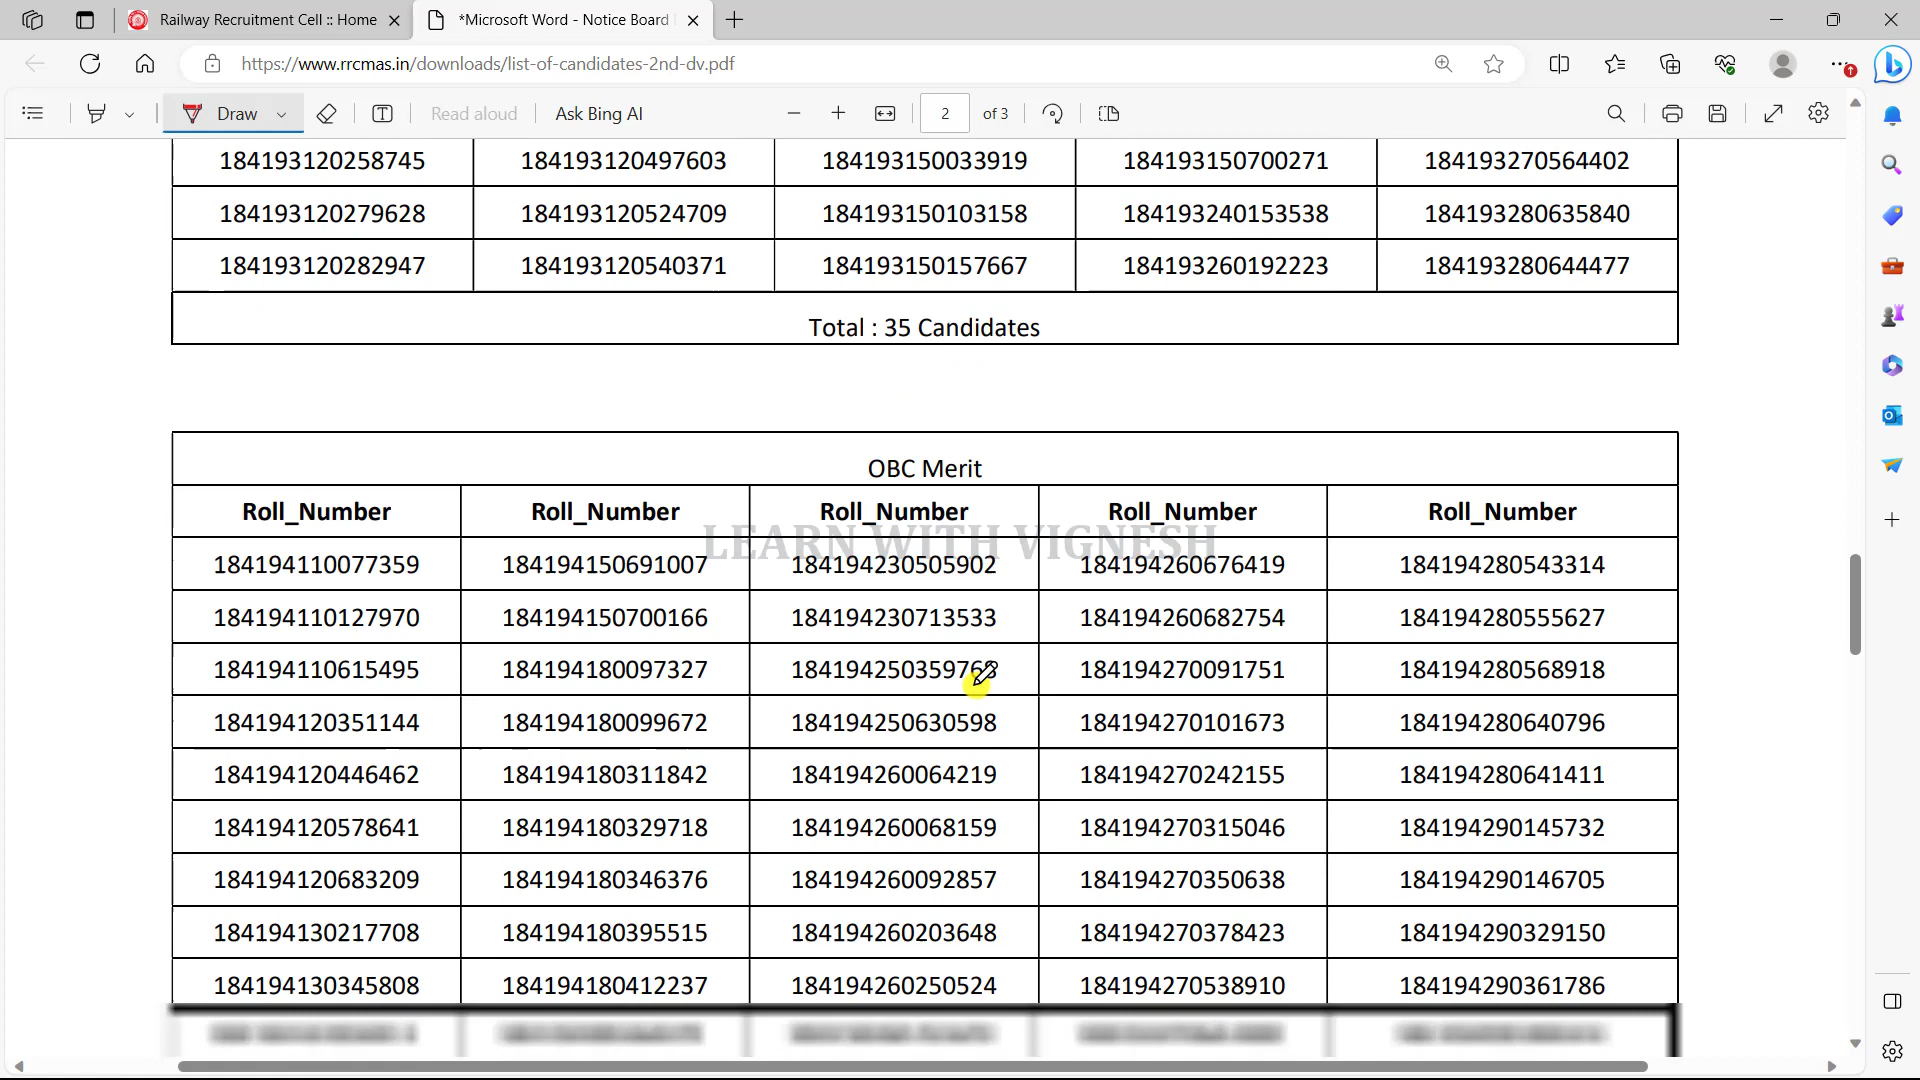 Railway Recruitment Cell :: Home
*Microsoft Word - Notice Board
https://www.rrcmas.in/downloads/list-of-candidates-2nd-dv.pdf
Draw
Read aloud
Ask Bing AI
2
of 3
184193120258745 184193120497603 184193150033919 184193150700271 184193270564402
184193120279628 184193120524709 184193150103158 184193240153538 184193280635840
184193120282947 184193120540371 184193150157667 184193260192223 184193280644477
Total : 35 Candidates
OBC Merit
Roll_Number Roll_Number Roll_Number Roll_Number Roll_Number
LEARN WITH VIGNESH
184194110077359 184194150691007 184194230505902 184194260676419 184194280543314
184194110127970 184194150700166 184194230713533 184194260682754 184194280555627
184194110615495 184194180097327 184194270091751 184194280568918
184194120351144 184194180099672 184194250630598 184194270101673 184194280640796
184194120446462 184194180311842 184194260064219 184194270242155 184194280641411
184194120578641 184194180329718 184194260068159 184194270315046 184194290145732
184194120683209 184194180346376 184194260092857 184194270350638 184194290146705
184194130217708 184194180395515 184194260203648 184194270378423 184194290329150
184194130345808 184194180412237 184194260250524 184194270538910 184194290361786